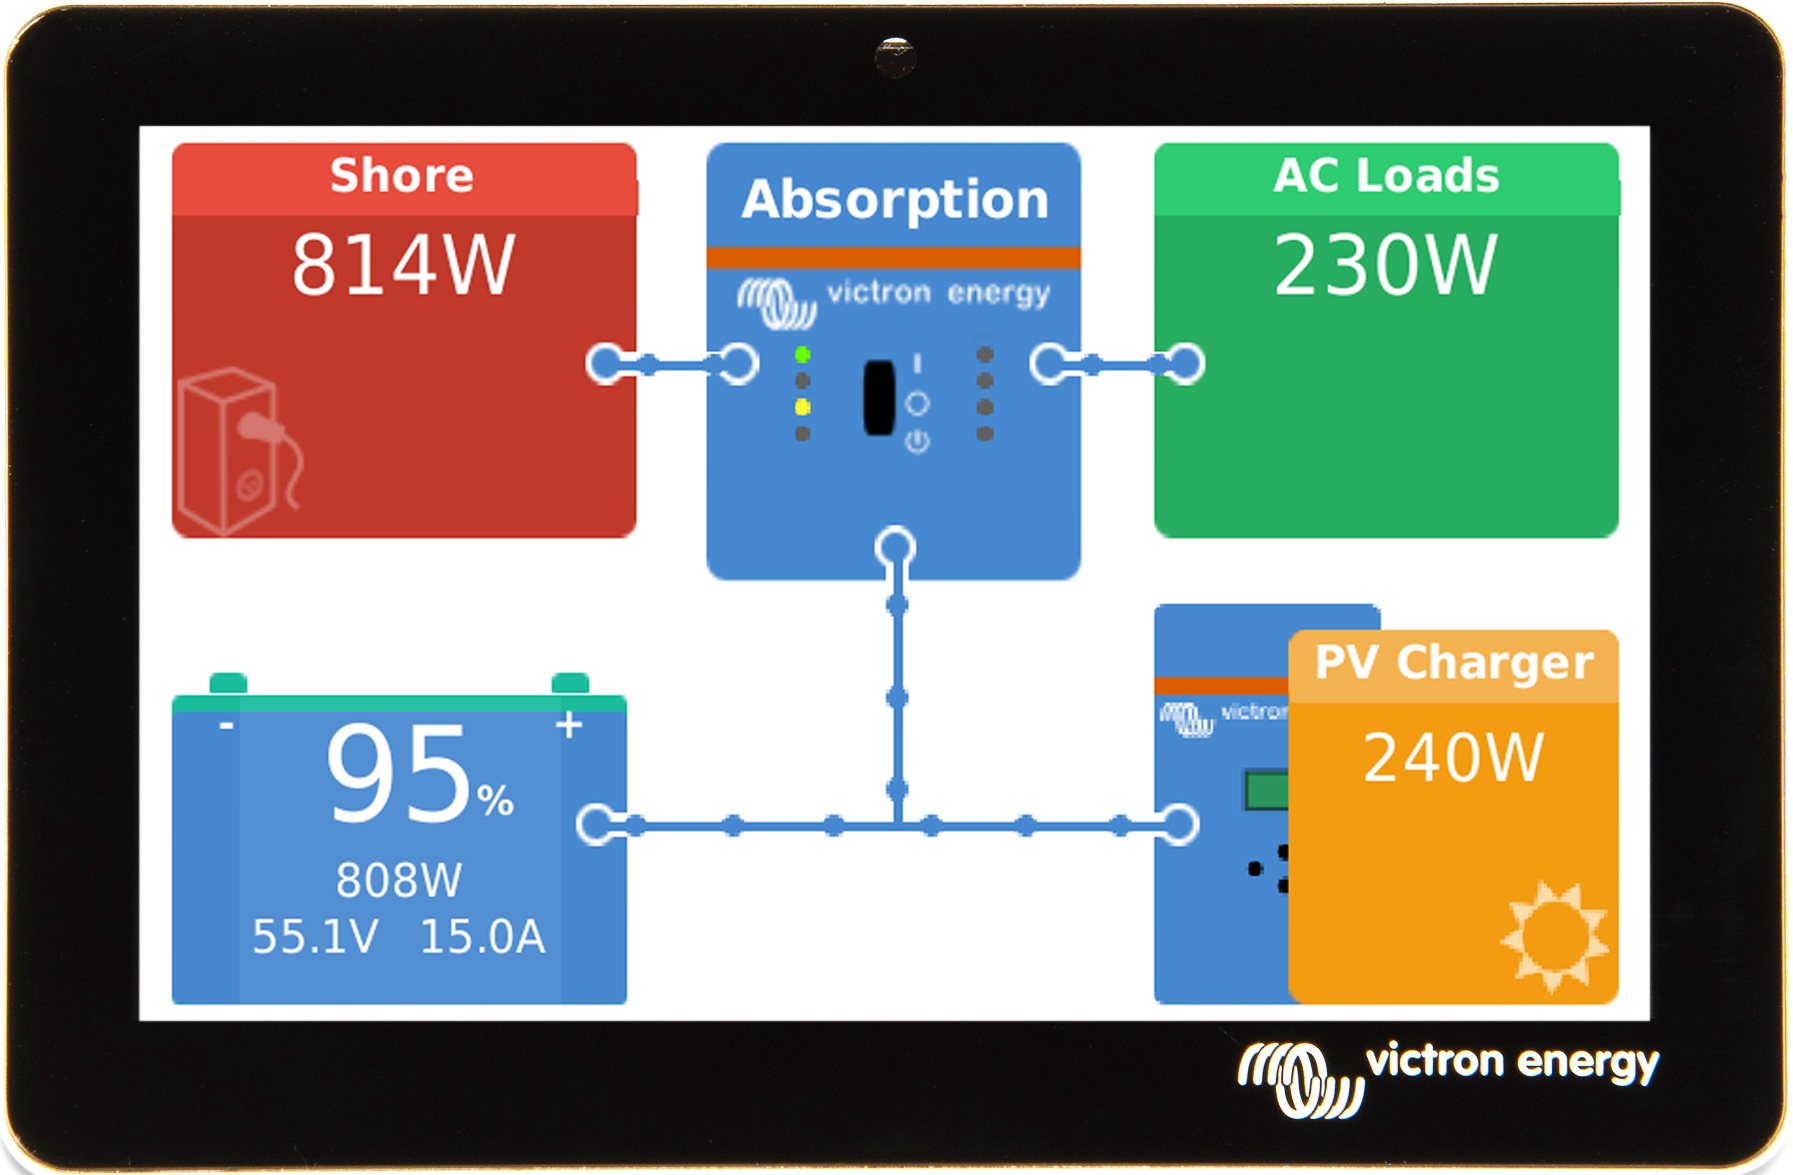 Shore
814W
Absorption
victron energy
AC Loads
230W
- +
95%
808W
55.1V 15.0A
victron
PV Charger
240W
victron energy